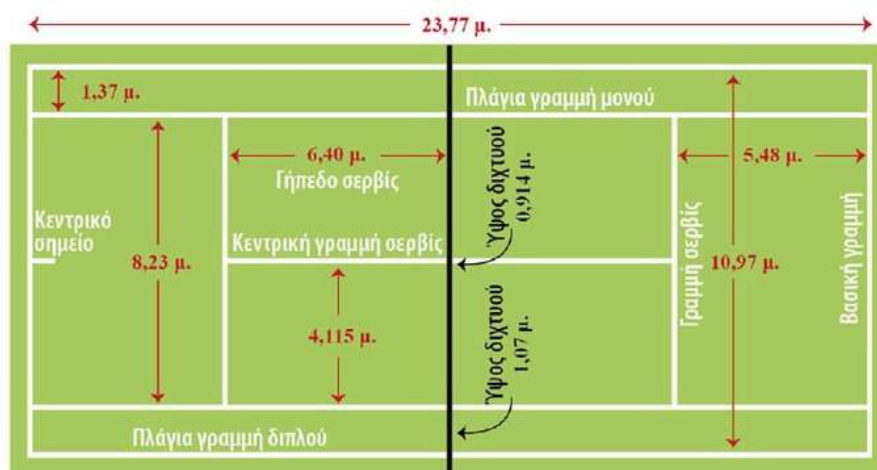 23,77 μ.
1,37 μ.
Πλάγια γραμμή μονού
6,40 μ.
Γήπεδο σερβίς
Ύψος διχτυού
0,914 μ.
5,48 μ.
Κεντρικό
σημείο
Κεντρική γραμμή σερβίς
8,23 μ.
10,97 μ.
Γραμμή σερβίς
Βασική γραμμή
4,115 μ.
Ύψος διχτυού
1,07 μ.
Πλάγια γραμμή διπλού